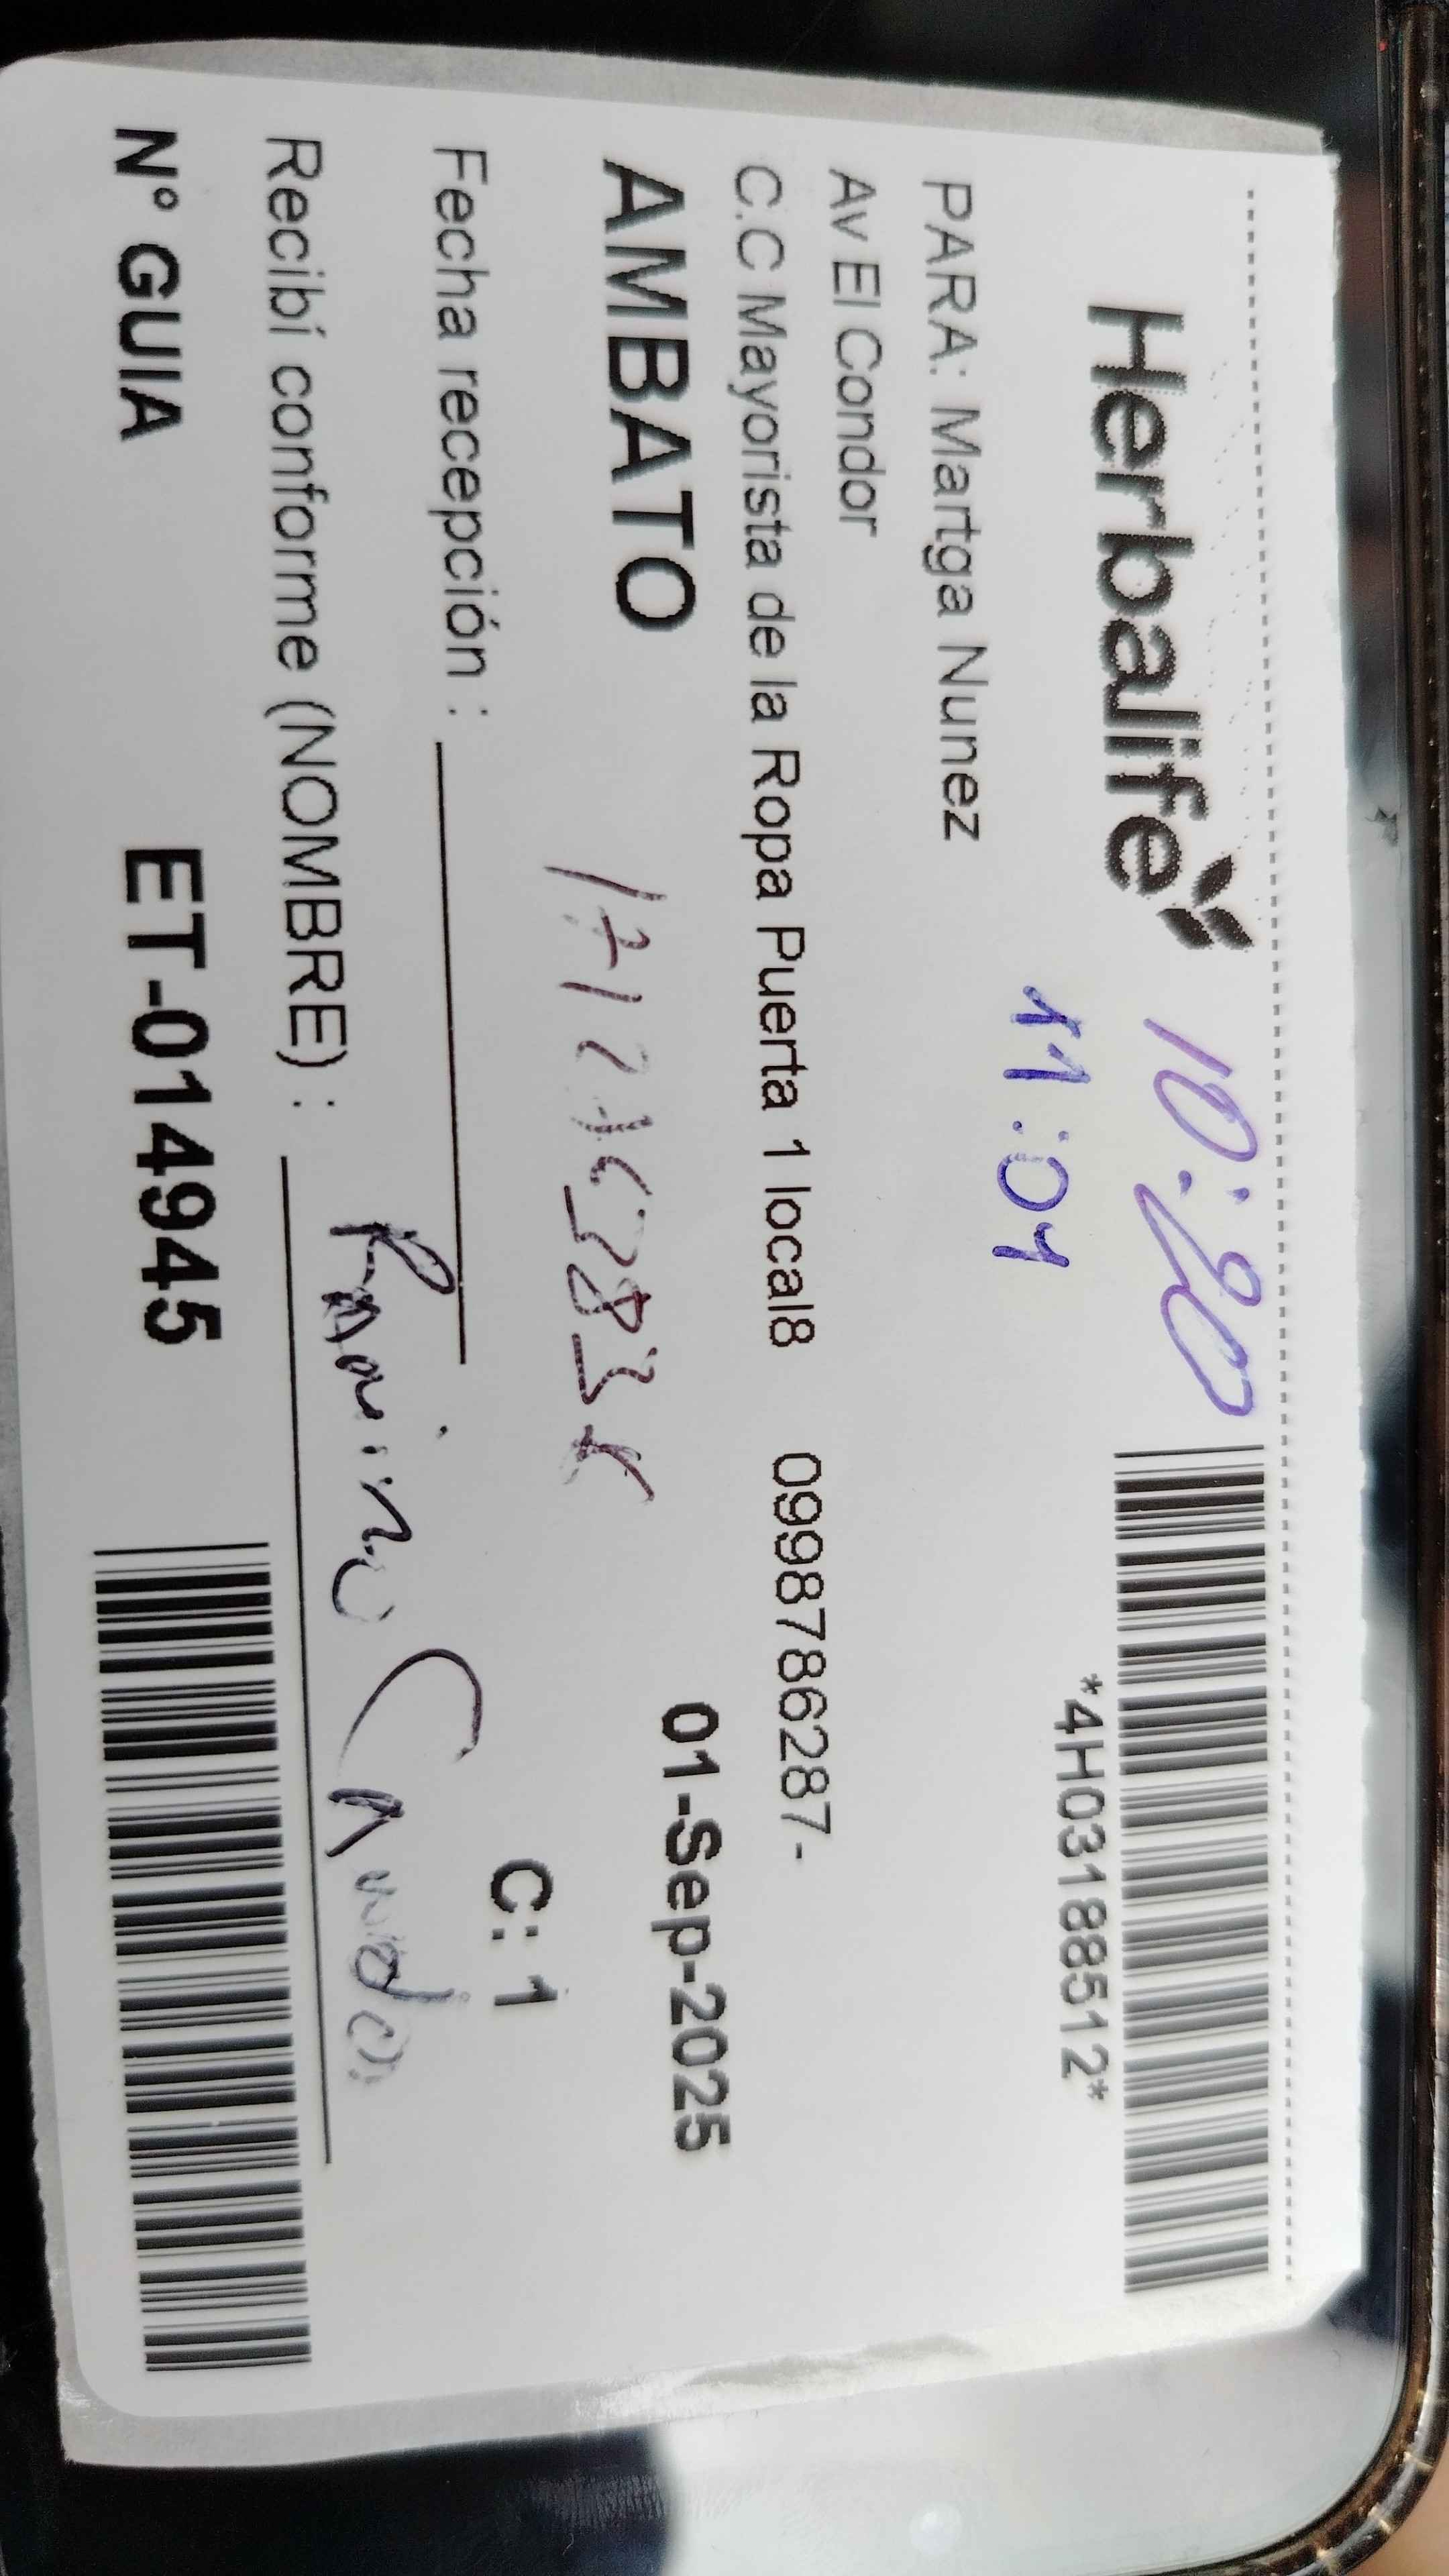 Herbalife
10:20
*4H03188512*
11:04
PARA: Martga Nunez
Av El Condor
C.C Mayorista de la Ropa Puerta 1 local8 0998786287-
AMBATO
01-Sep-2025
Fecha recepción :
C: 1
Recibí conforme (NOMBRE) :
N° GUIA ET-014945